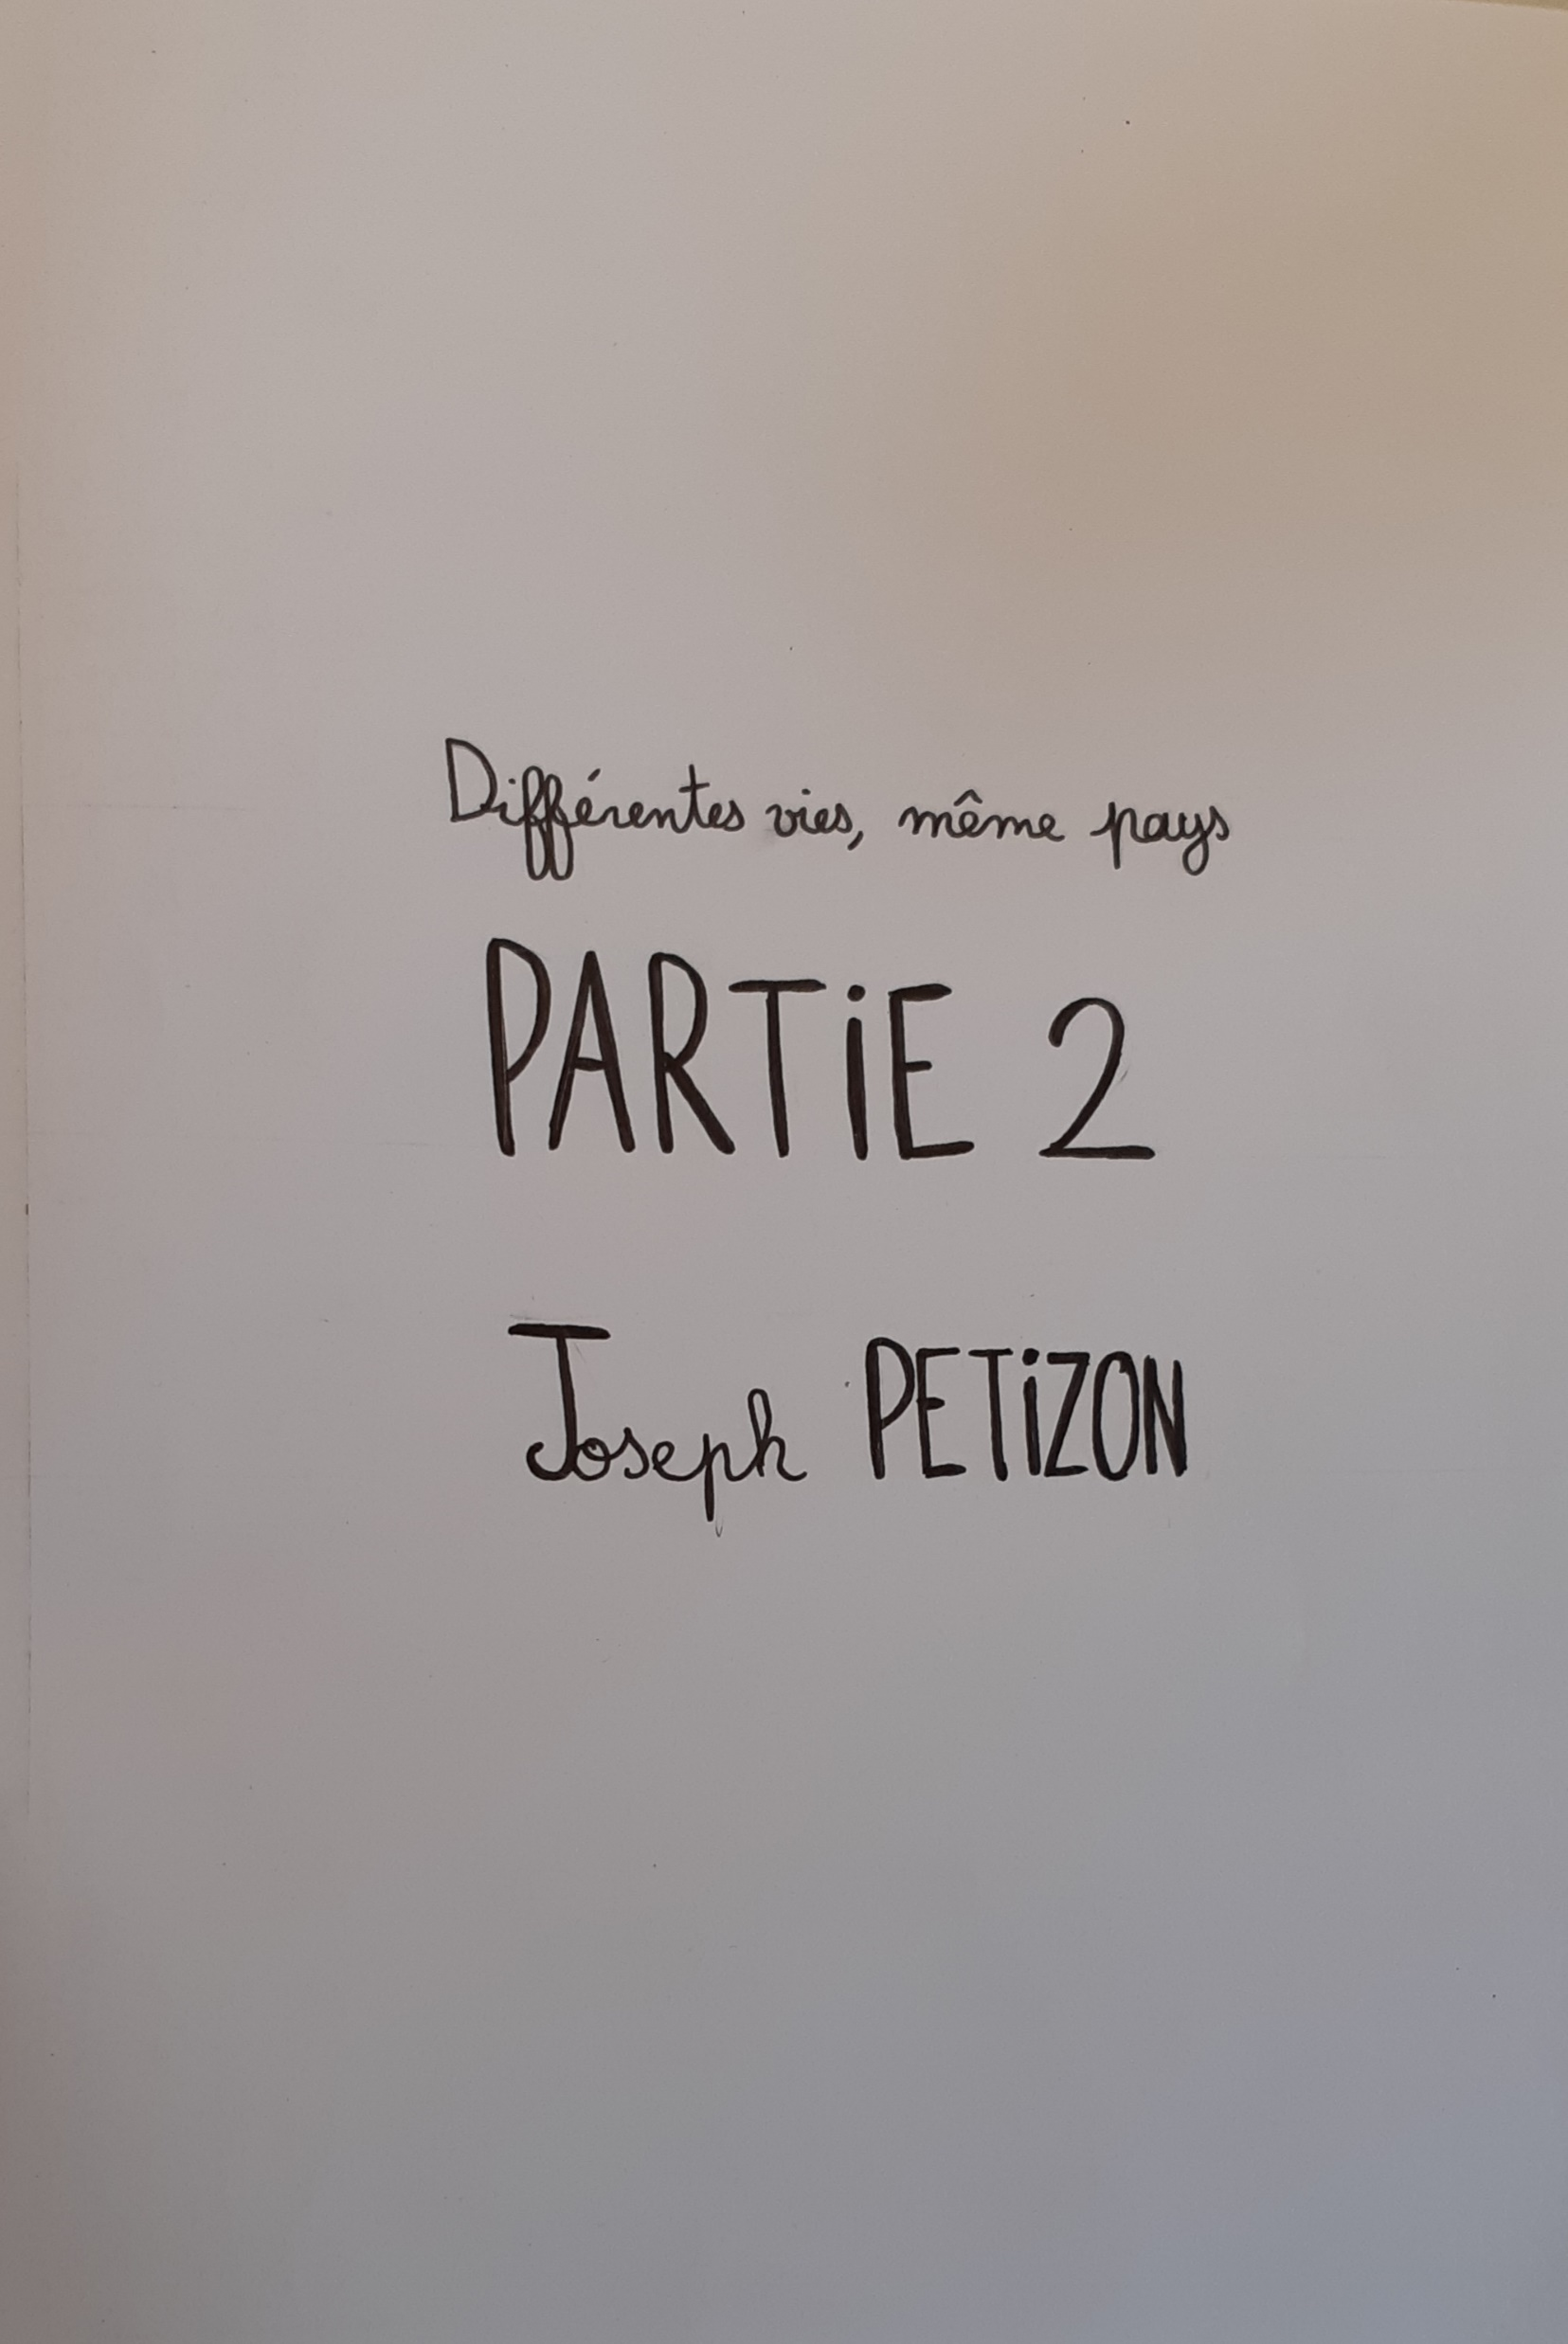 Différentes vies, même pays
PARTiE 2
Joseph PETiZON